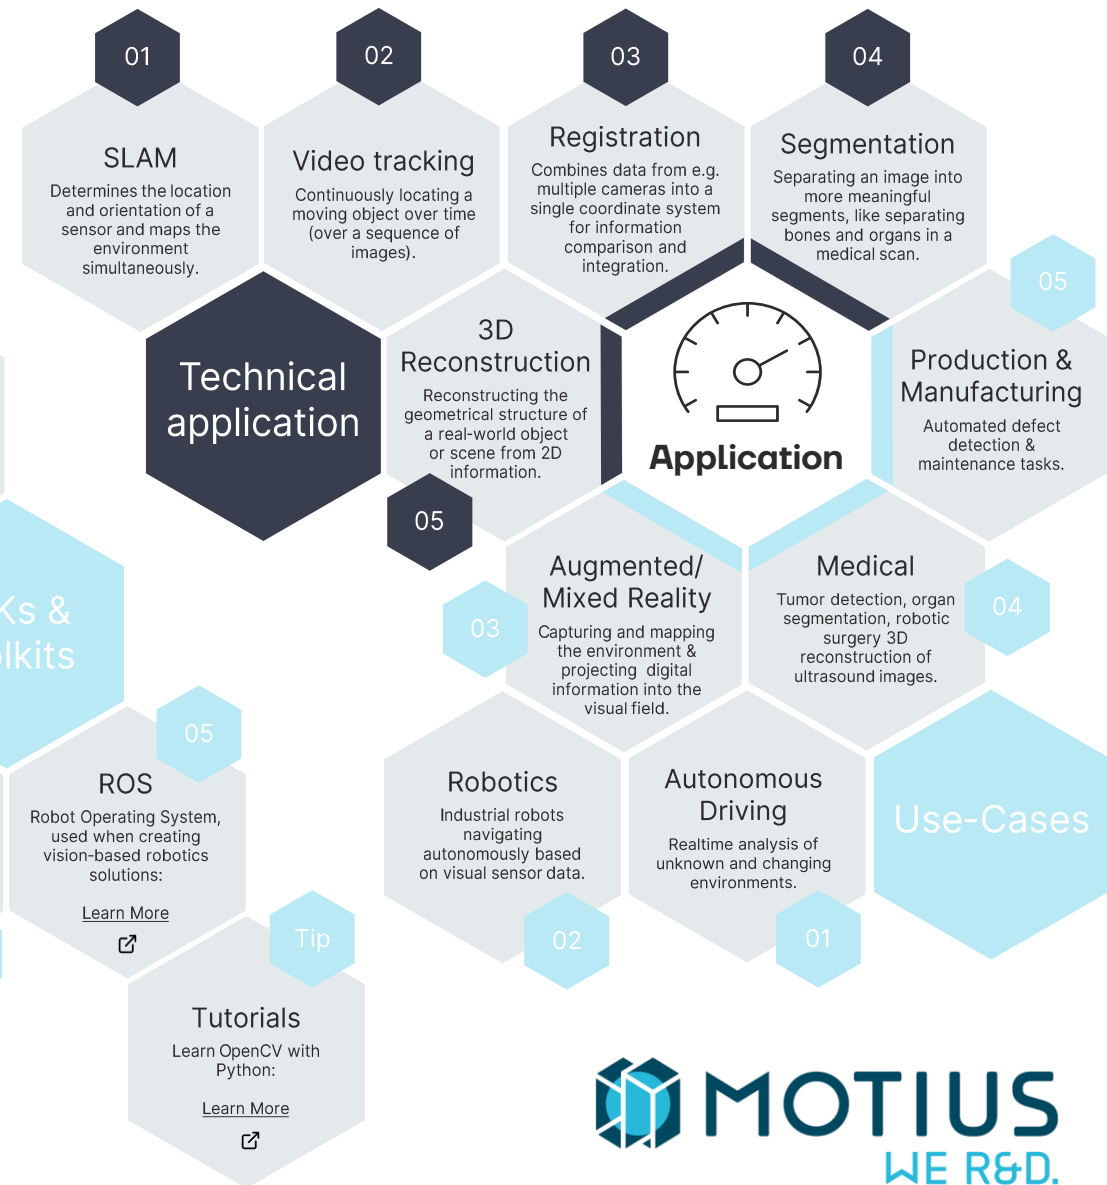 01
SLAM
Determines the location
and orientation of a
sensor and maps the
environment
simultaneously.
02
Video tracking
Continuously locating a
moving object over time
(over a sequence of
images).
03
Registration
Combines data from e.g.
multiple cameras into a
single coordinate system
for information
comparison and
integration.
04
Segmentation
Separating an image into
more meaningful
segments, like separating
bones and organs in a
medical scan.
Technical
application
3D
Reconstruction
Reconstructing the
geometrical structure of
a real-world object
or scene from 2D
information.
05
Application
05
Production &
Manufacturing
Automated defect
detection &
maintenance tasks.
Augmented/
Mixed Reality
Capturing and mapping
the environment &
projecting digital
information into the
visual field.
03
Medical
Tumor detection, organ
segmentation, robotic
surgery 3D
reconstruction of
ultrasound images.
04
Ks &
lkits
05
ROS
Robot Operating System,
used when creating
vision-based robotics
solutions:
Learn More
Robotics
Industrial robots
navigating
autonomously based
on visual sensor data.
02
Autonomous
Driving
Realtime analysis of
unknown and changing
environments.
01
Use-Cases
Tip
Tutorials
Learn OpenCV with
Python:
Learn More
MOTIUS
WE R&D.